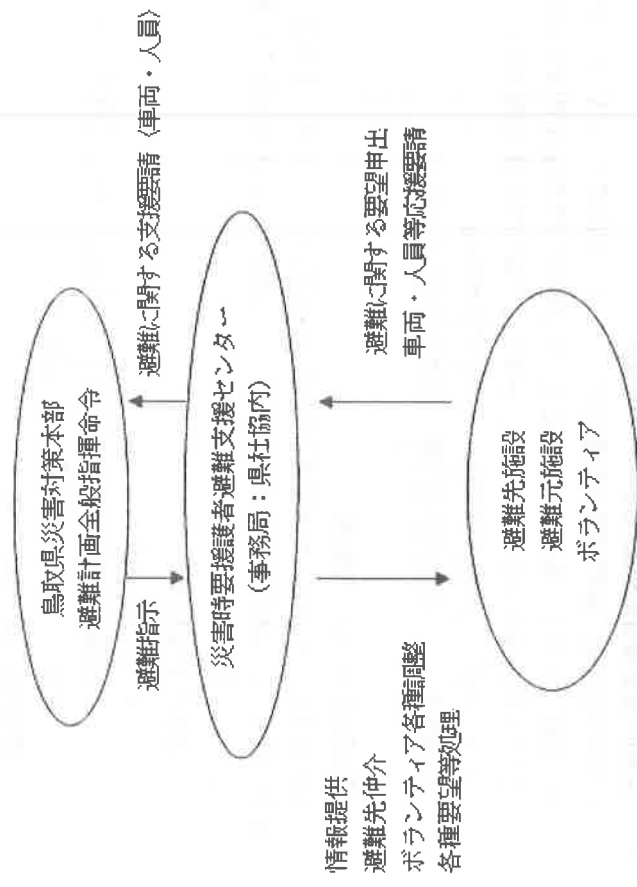 鳥取県災害対策本部
避難計画全般指揮命令
避難指示
避難に関する支援要請（車両・人員）
災害時要援護者避難支援センター
（事務局：県社協内）
情報提供
避難先仲介
ボランティア各種調整
各種要望等処理
避難に関する要望申出
車両・人員等応援要請
避難先施設
避難元施設
ボランティア